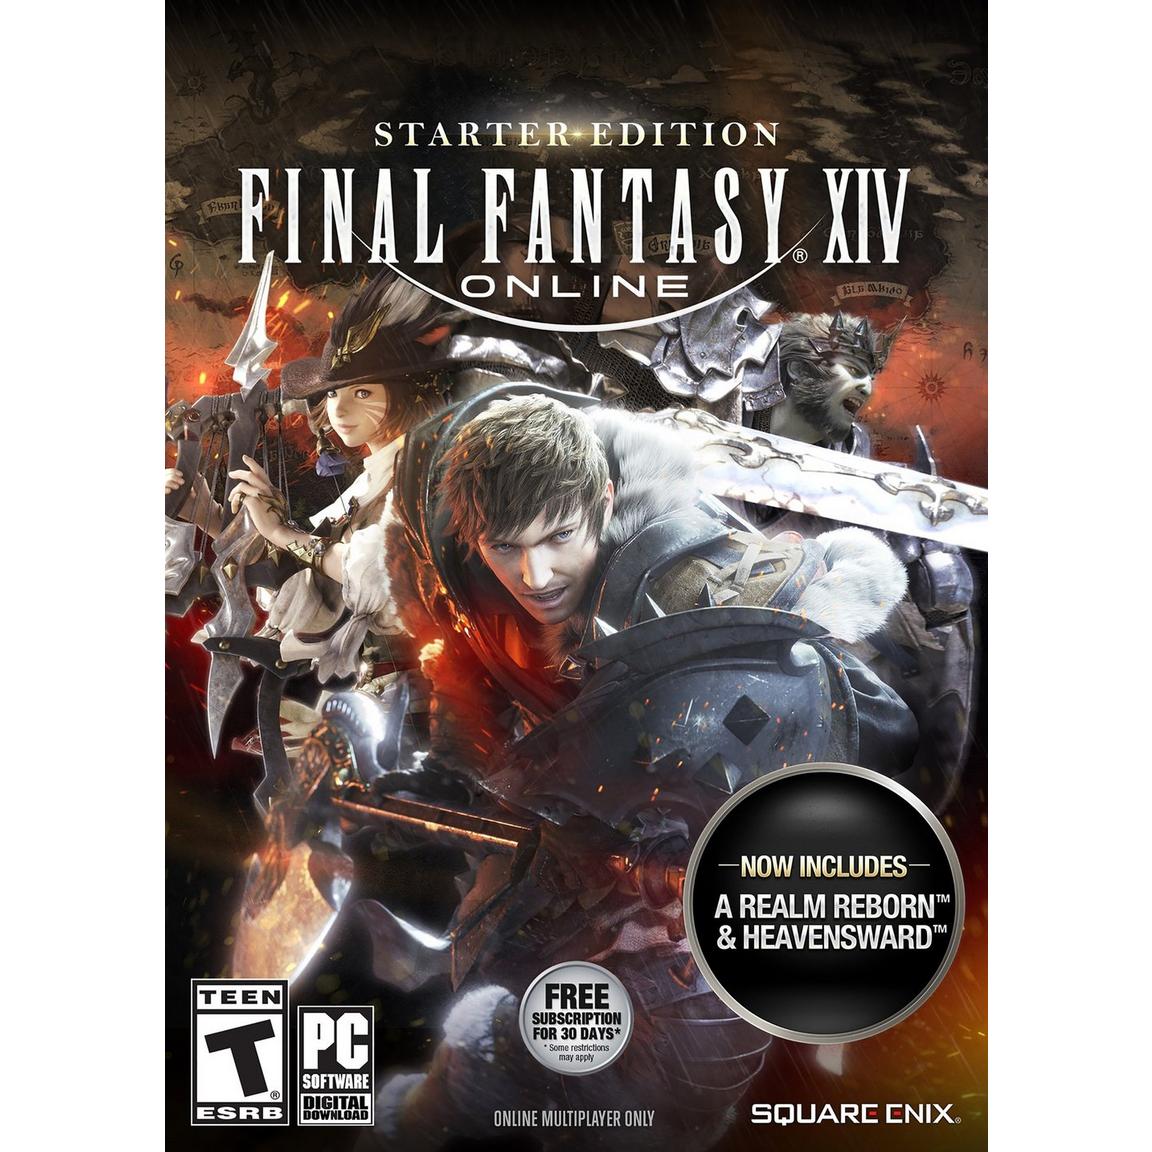 STARTER EDITION
FINAL FANTASY® XIV
ONLINE
NOW INCLUDES
A REALM REBORN™
& HEAVENSWARD™
FREE
SUBSCRIPTION
FOR 30 DAYS*
* Some restrictions
may apply
TEEN
T®
ESRB
PC
SOFTWARE
DIGITAL
DOWNLOAD
ONLINE MULTIPLAYER ONLY
SQUARE ENIX®